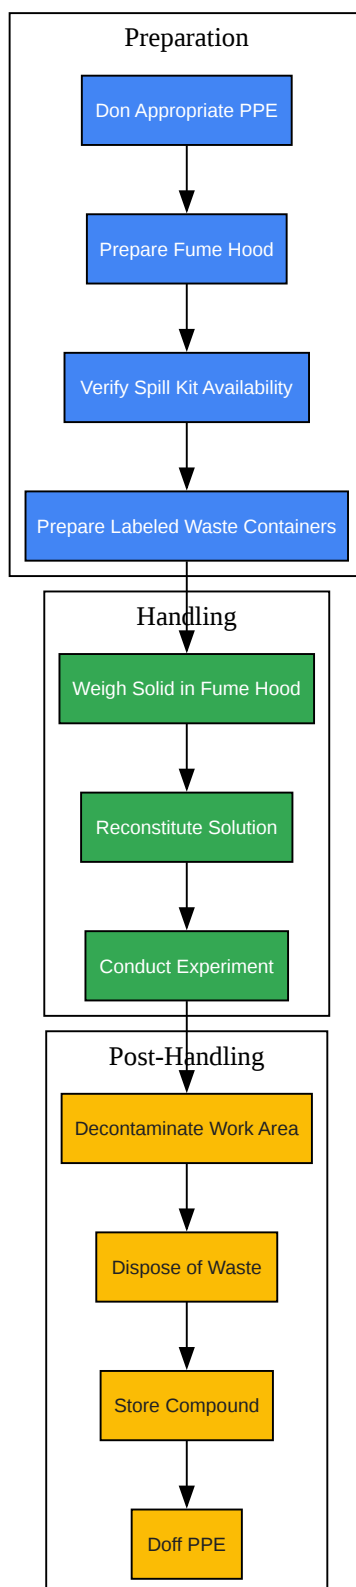 Preparation
Don Appropriate PPE
Prepare Fume Hood
Verify Spill Kit Availability
Prepare Labeled Waste Containers
Handling
Weigh Solid in Fume Hood
Reconstitute Solution
Conduct Experiment
Post-Handling
Decontaminate Work Area
Dispose of Waste
Store Compound
Doff PPE